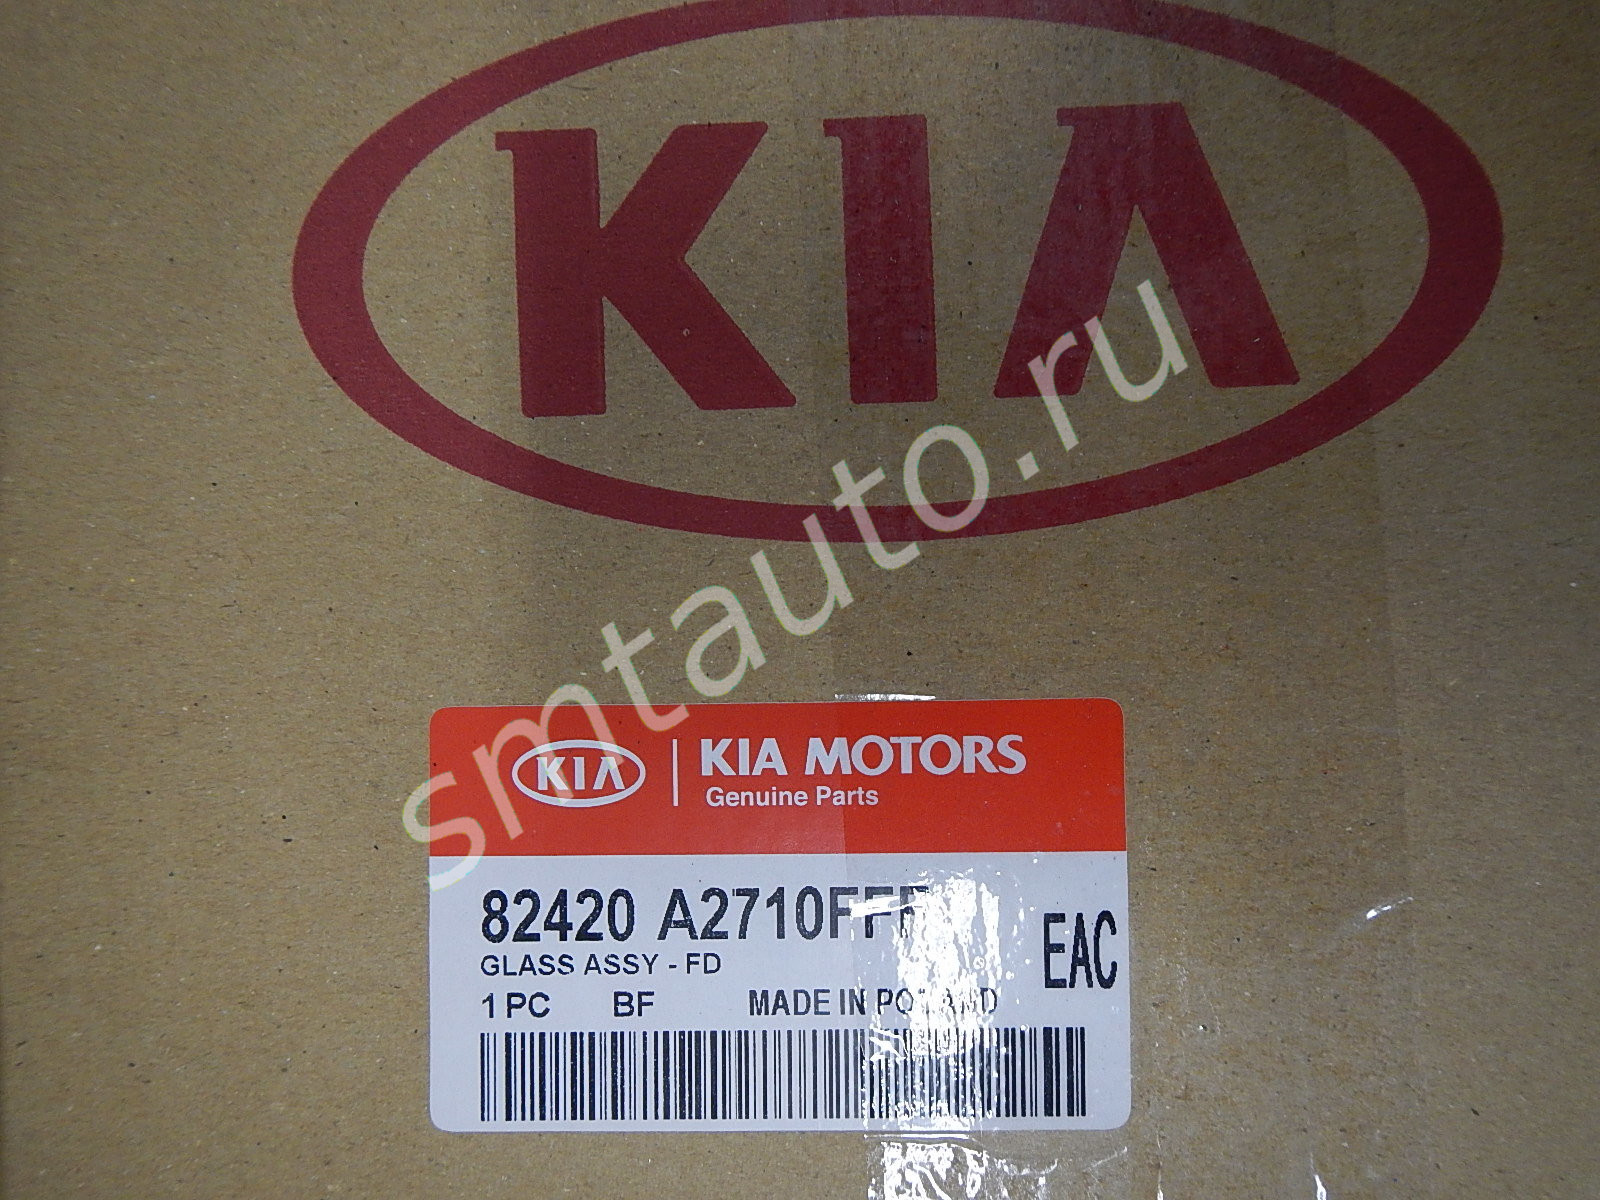 KIA
smtauto.ru
KIA KIA MOTORS
Genuine Parts
82420 A2710FFF
GLASS ASSY - FD
EAC
1 PC BF MADE IN POLAND